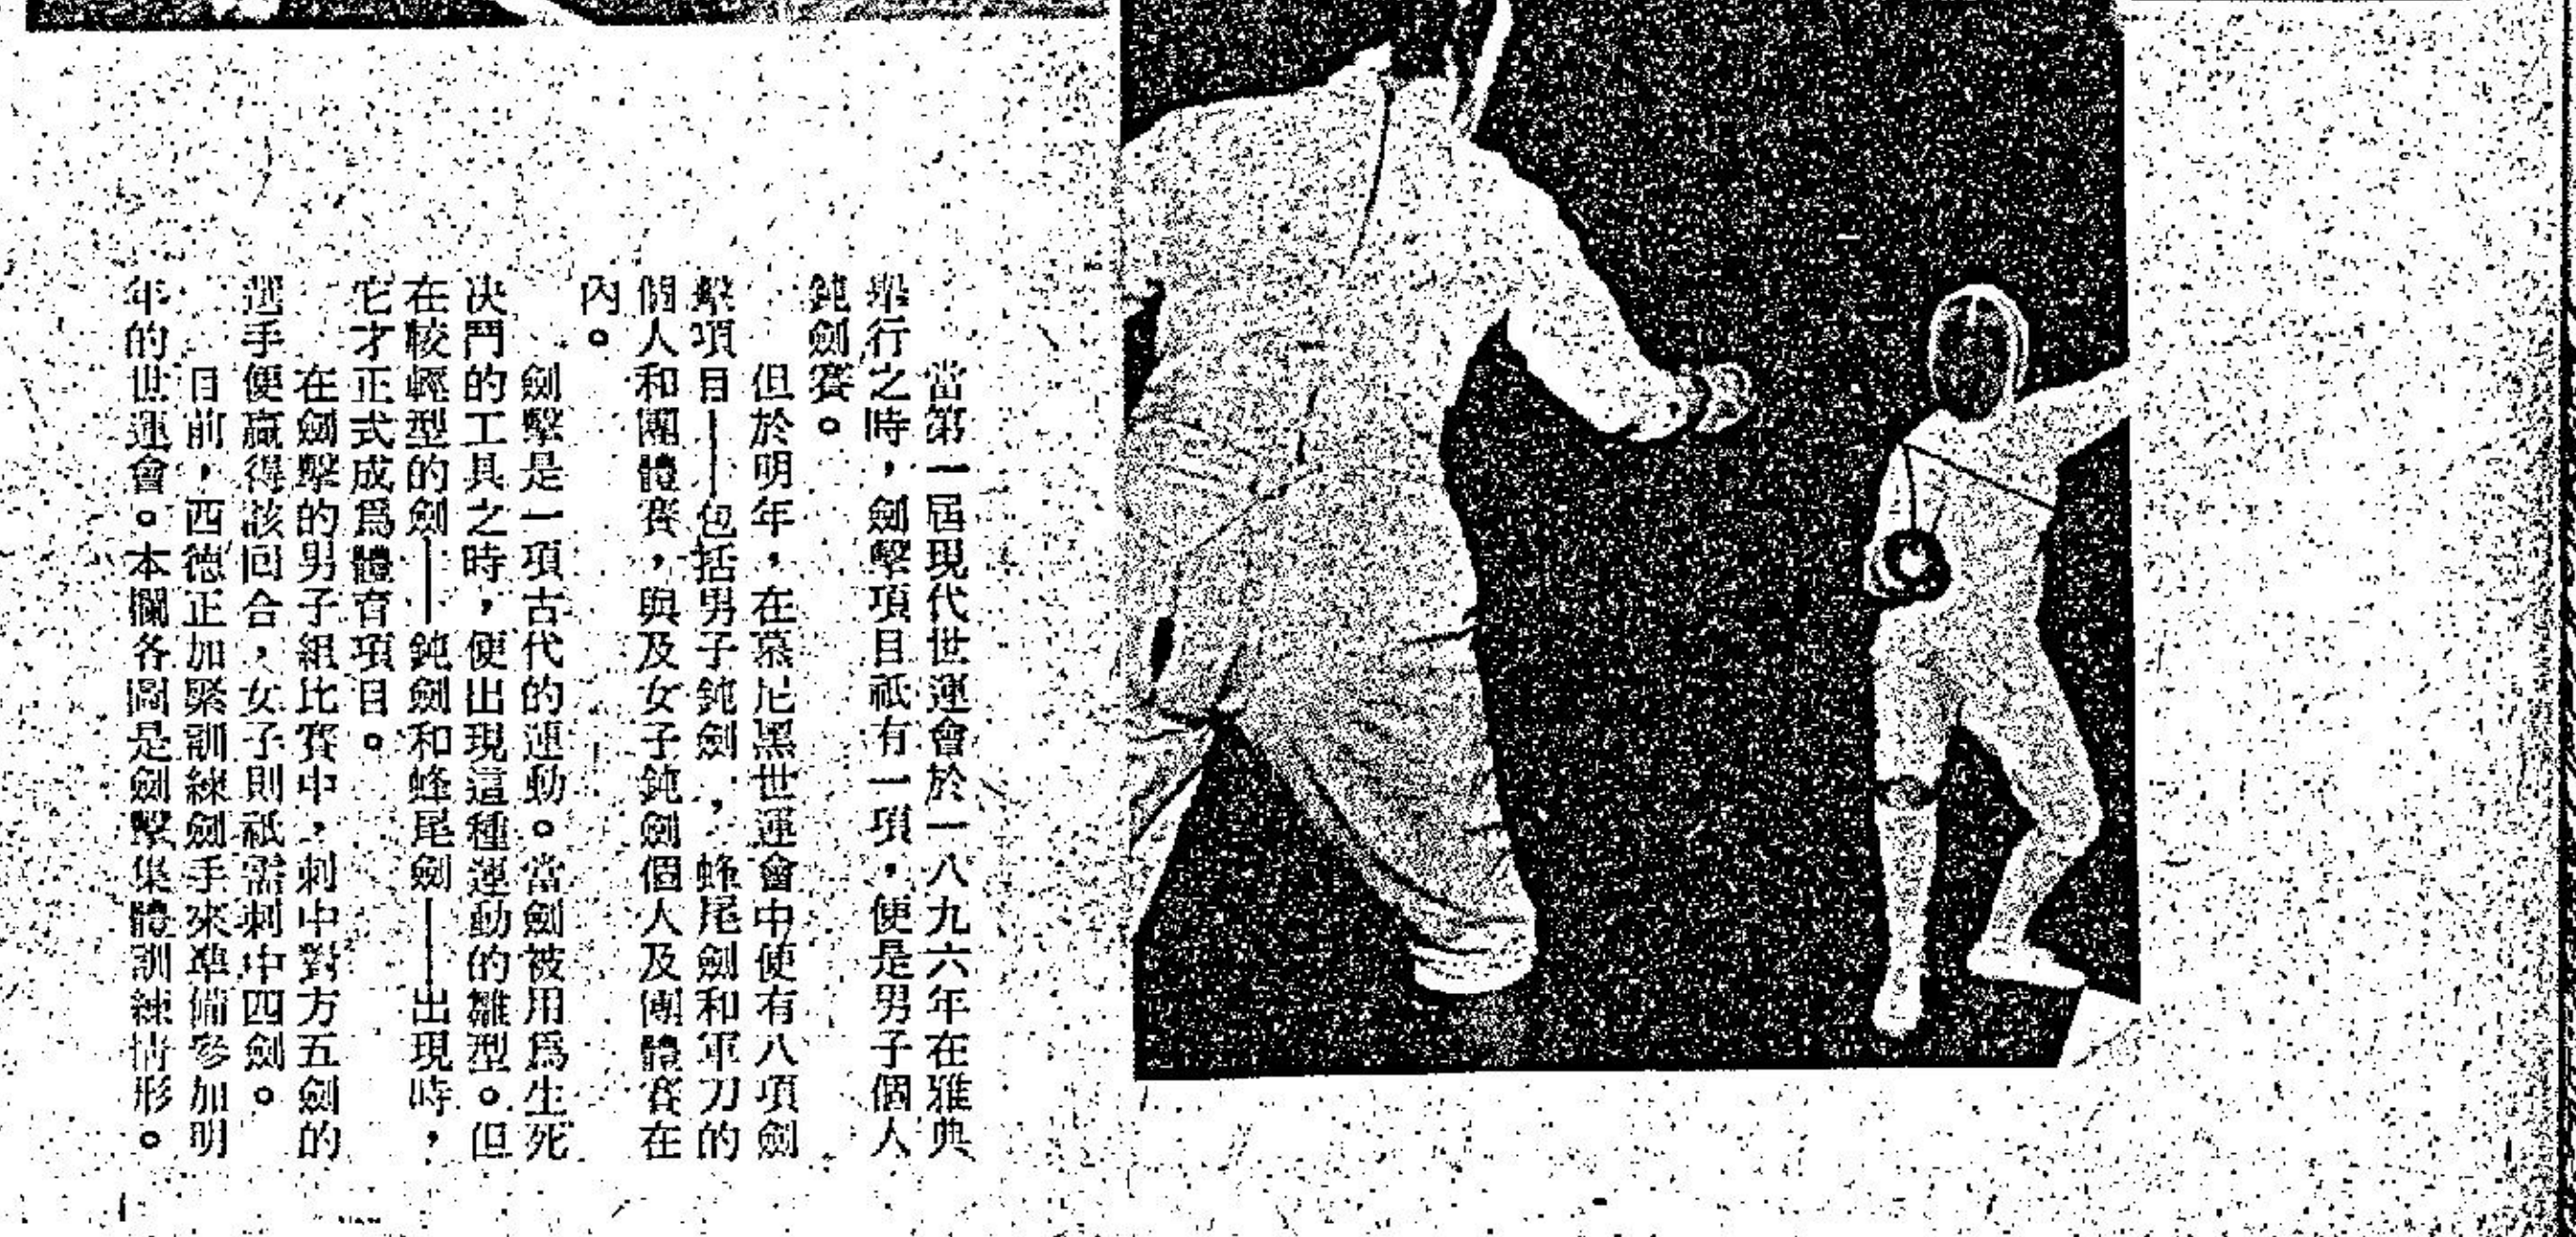 當第一屆現代世運會於一八九六年在雅典
舉行之時，劍擊項目祇有一項，便是男子個人
鈍劍賽。
但於明年，在慕尼黑世運會中便有八項劍
擊項目——包括男子鈍劍，蜂尾劍和軍刀的
個人和團體賽，與及女子鈍劍個人及團體賽在
內。
劍擊是一項古代的運動。當劍被用爲生死
决鬥的工具之時，便出現這種運動的雛型。但
在較輕型的劍——鈍劍和蜂尾劍——出現時，
它才正式成爲體育項目。
在劍擊的男子組比賽中，刺中對方五劍的
選手便贏得該回合，女子則祇需刺中四劍。
目前，西德正加緊訓練劍手來準備參加明
年的世運會。本欄各圖是劍擊集體訓練情形。